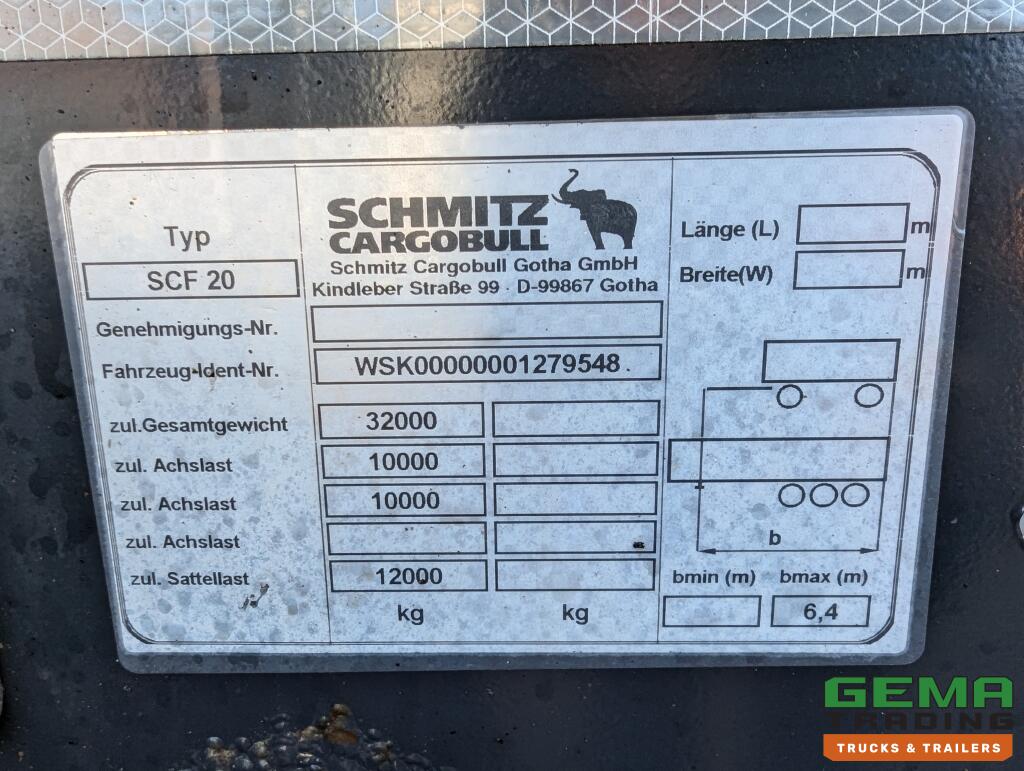 Typ
SCF 20
SCHMITZ
CARGOBULL
Schmitz Cargobull Gotha GmbH
Kindleber Straße 99 · D-99867 Gotha
Länge (L) m
Breite(W) m
Genehmigungs-Nr.
Fahrzeug-Ident-Nr. WSK00000001279548
zul.Gesamtgewicht 32000
zul. Achslast 10000
zul. Achslast 10000
zul. Achslast
zul. Sattellast 12000
kg kg
b
bmin (m) bmax (m)
6,4
GEMA
TRADING
TRUCKS & TRAILERS